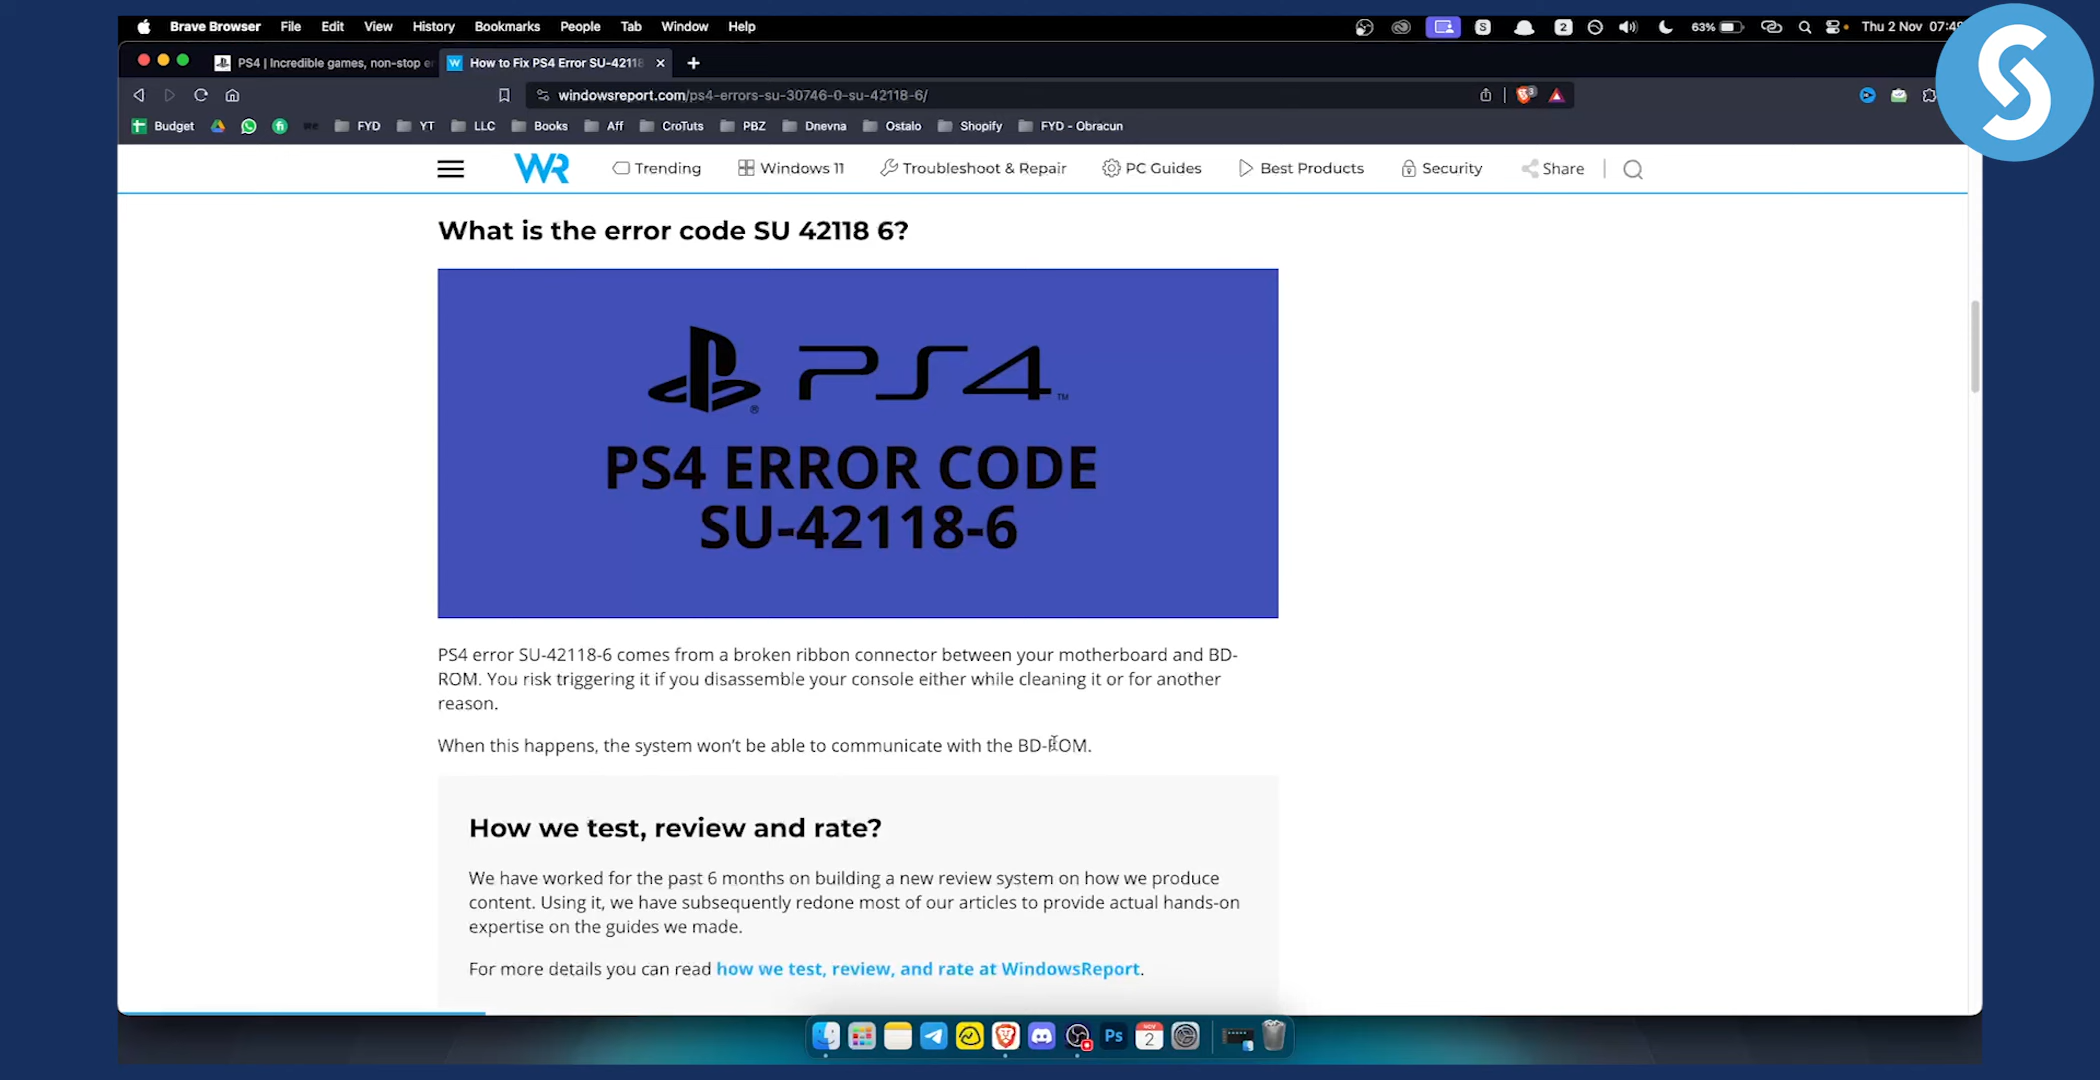 Brave Browser File Edit View History Bookmarks People Tab Window Help 2 63% Thu 2 Nov
PS4 | Incredible games, non-stop How to Fix PS4 Error SU-42118
windowsreport.com/ps4-errors-su-30746-0-su-42118-6/
Budget FYD YT LLC Books Aff CroTuts PBZ Dnevna Ostalo Shopify FYD - Obracun
WR Trending Windows 11 Troubleshoot & Repair PC Guides Best Products Security Share
What is the error code SU 42118 6?
PS4 ™
PS4 ERROR CODE
SU-42118-6
PS4 error SU-42118-6 comes from a broken ribbon connector between your motherboard and BD-
ROM. You risk triggering it if you disassemble your console either while cleaning it or for another
reason.
When this happens, the system won't be able to communicate with the BD-ROM.
How we test, review and rate?
We have worked for the past 6 months on building a new review system on how we produce
content. Using it, we have subsequently redone most of our articles to provide actual hands-on
expertise on the guides we made.
For more details you can read how we test, review, and rate at WindowsReport.
Ps
NOV
2